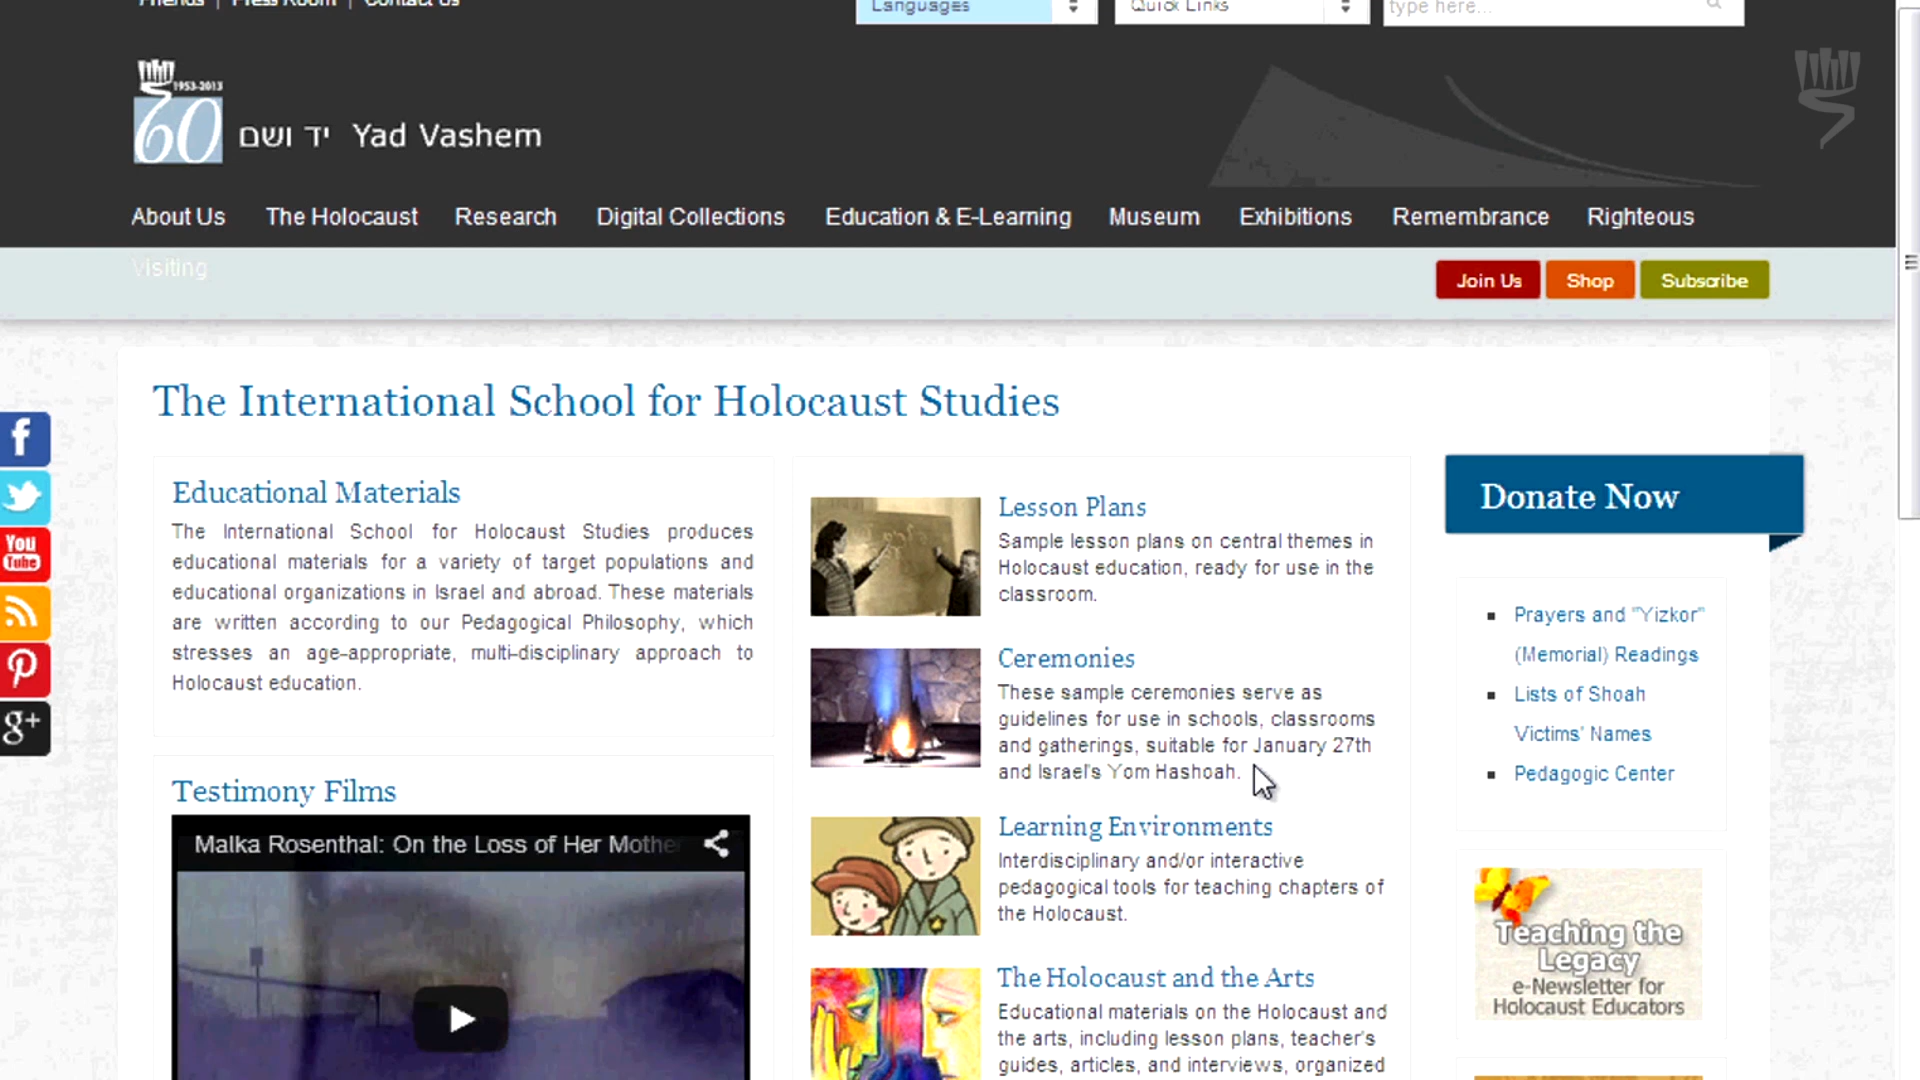 Friends | Press Room | Contact Us
Languages
Quick Links
type here...
1953-2013
60
יד ושם Yad Vashem
About Us The Holocaust Research Digital Collections Education & E-Learning Museum Exhibitions Remembrance Righteous
Visiting
Join Us Shop Subscribe
The International School for Holocaust Studies
Educational Materials
The International School for Holocaust Studies produces
educational materials for a variety of target populations and
educational organizations in Israel and abroad. These materials
are written according to our Pedagogical Philosophy, which
stresses an age-appropriate, multi-disciplinary approach to
Holocaust education.
Testimony Films
Malka Rosenthal: On the Loss of Her Mother
Lesson Plans
Sample lesson plans on central themes in
Holocaust education, ready for use in the
classroom.
Ceremonies
These sample ceremonies serve as
guidelines for use in schools, classrooms
and gatherings, suitable for January 27th
and Israel's Yom Hashoah.
Learning Environments
Interdisciplinary and/or interactive
pedagogical tools for teaching chapters of
the Holocaust.
The Holocaust and the Arts
Educational materials on the Holocaust and
the arts, including lesson plans, teacher's
guides, articles, and interviews, organized
Donate Now
Prayers and "Yizkor"
(Memorial) Readings
Lists of Shoah
Victims' Names
Pedagogic Center
Teaching the
Legacy
e-Newsletter for
Holocaust Educators
f
You
Tube
g+